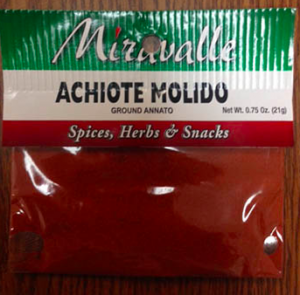 Miravalle
ACHIOTE MOLIDO
GROUND ANNATO Net Wt. 0.75 Oz. (21g)
Spices, Herbs & Snacks